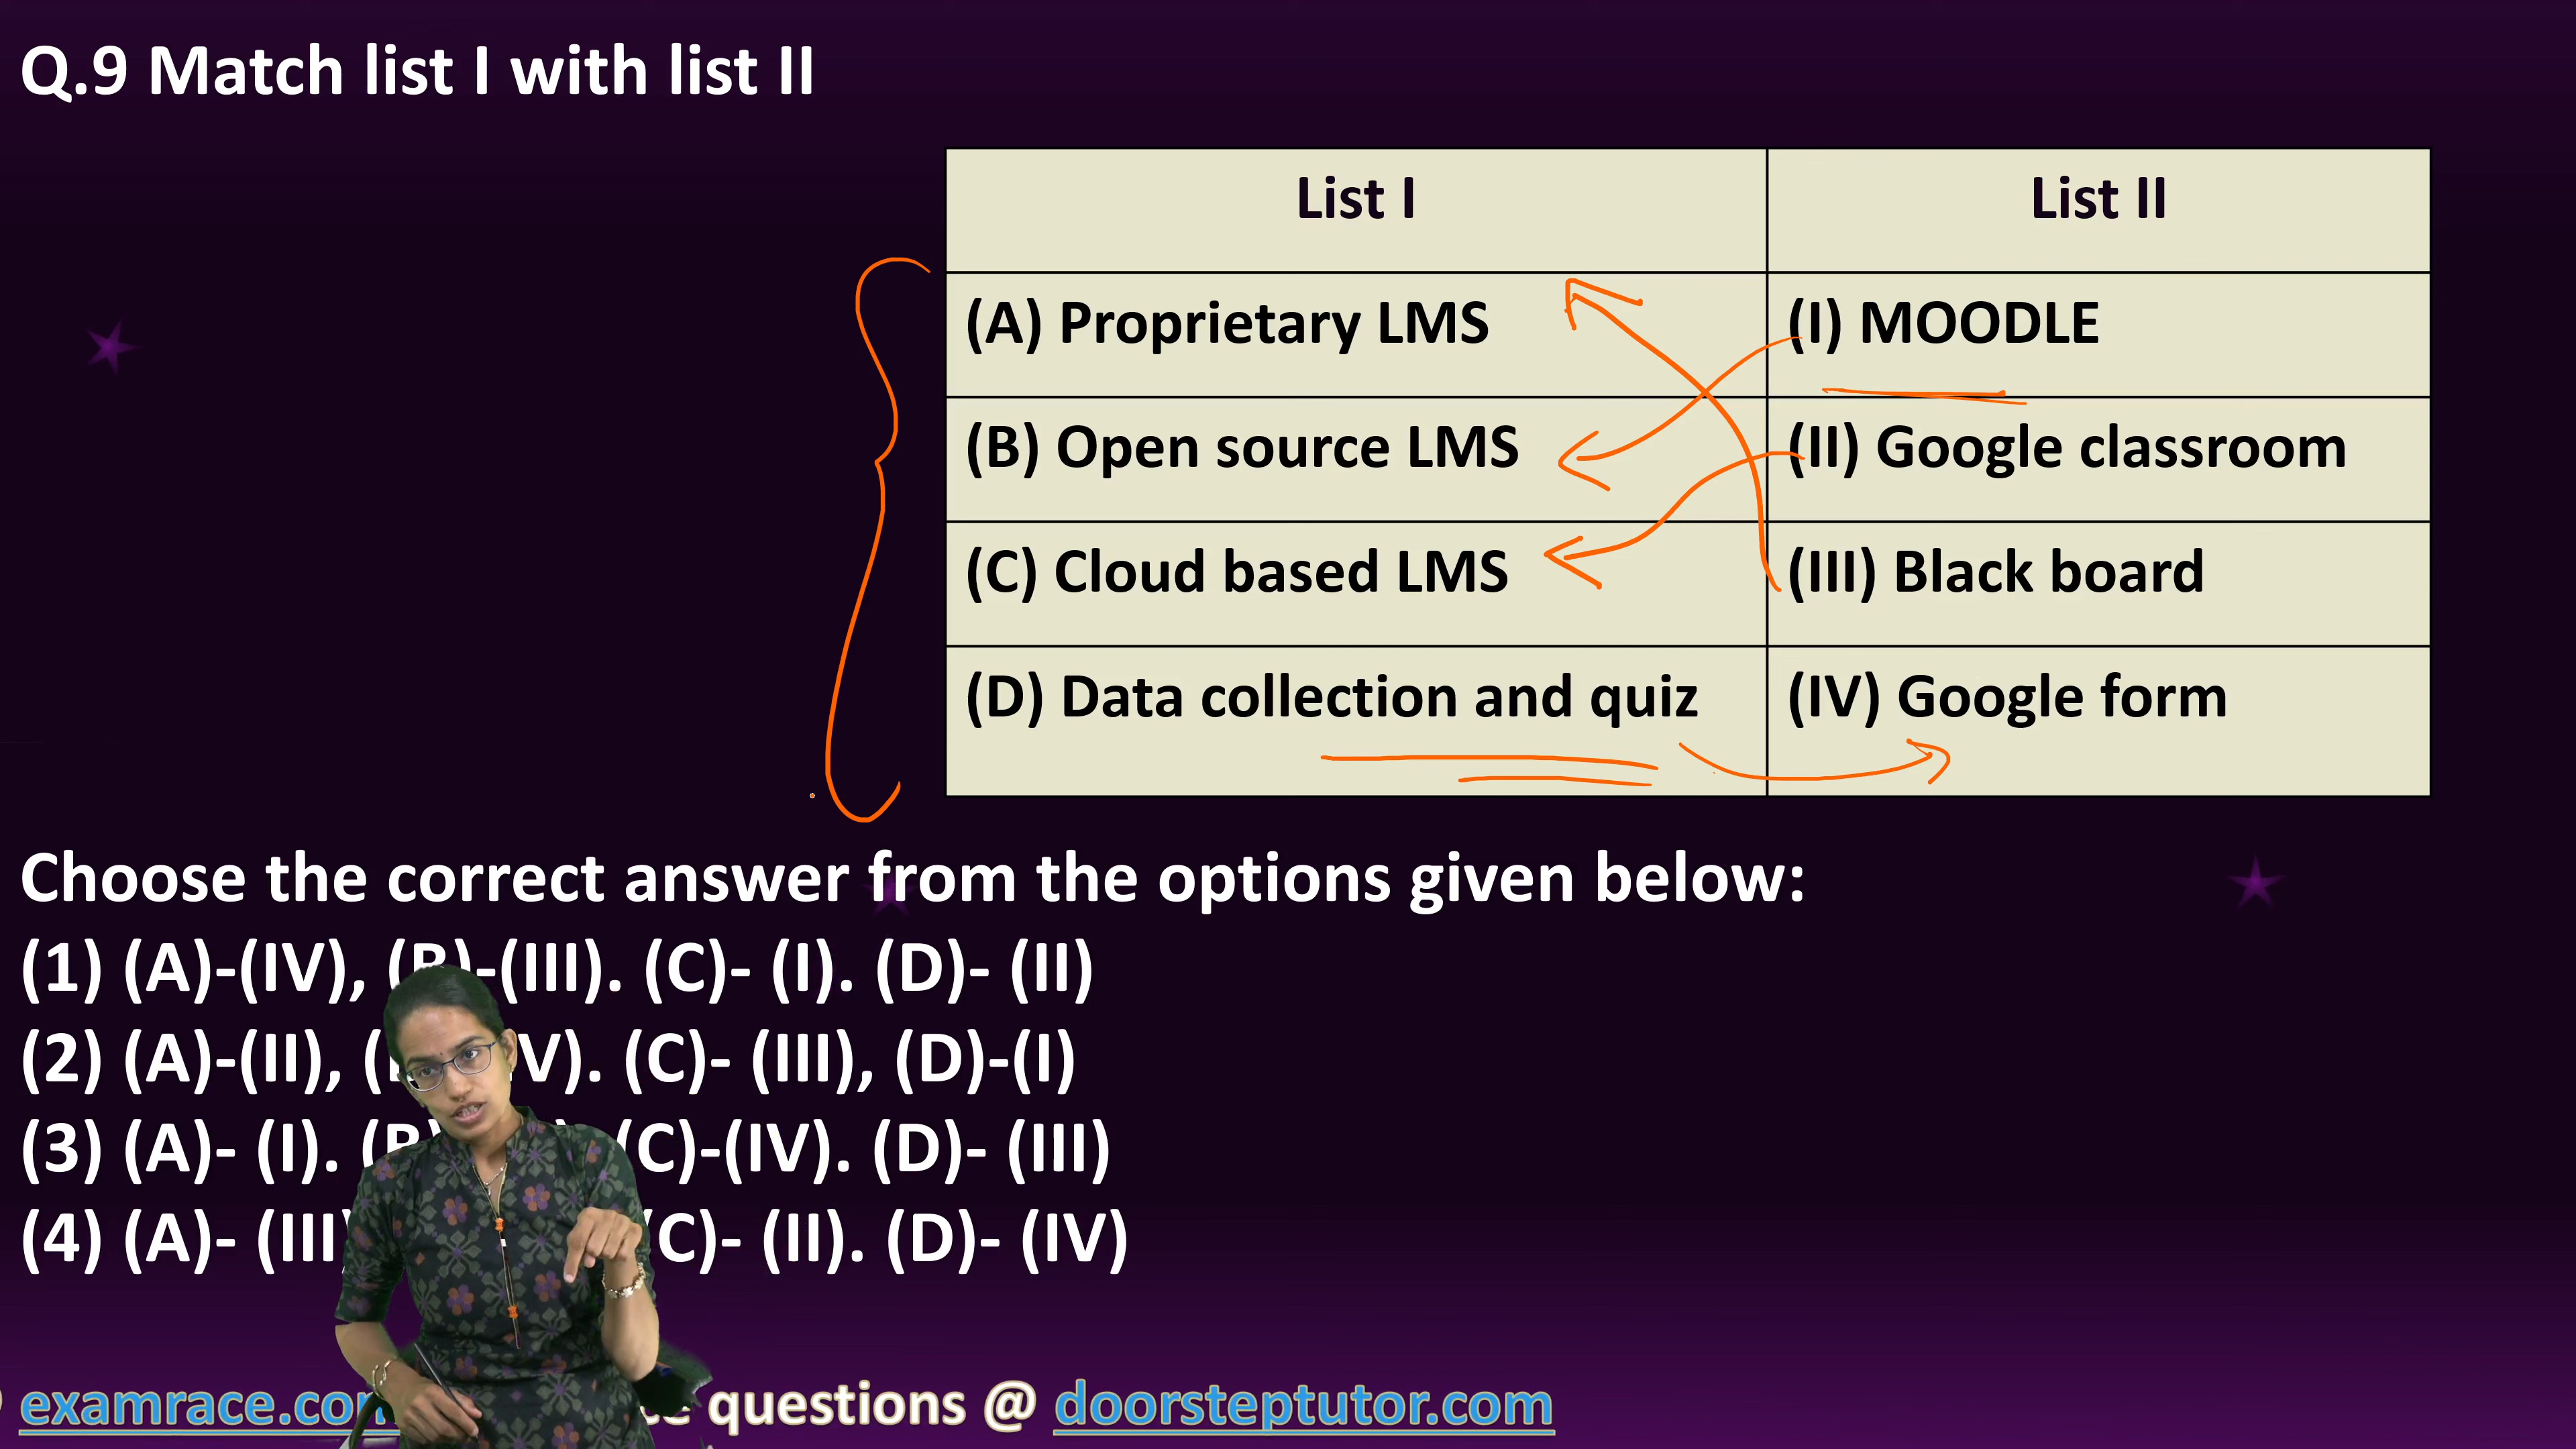 Q.9 Match list I with list II
List I List II
(A) Proprietary LMS (I) MOODLE
(B) Open source LMS (II) Google classroom
(C) Cloud based LMS (III) Black board
(D) Data collection and quiz (IV) Google form
Choose the correct answer from the options given below:
(1) (A)-(IV), (B)-(III). (C)- (I). (D)- (II)
(2) (A)-(II), (C)- (III), (D)-(I)
(3) (A)- (I). (C)-(IV). (D)- (III)
(4) (A)- (III) (C)- (II). (D)- (IV)
examrace.com questions @ doorsteptutor.com